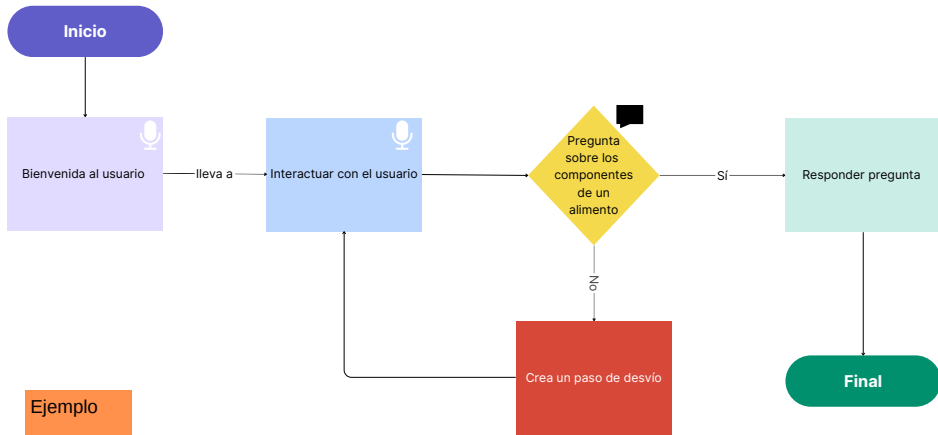 Inicio
Bienvenida al usuario
lleva a
Interactuar con el usuario
Pregunta
sobre los
componentes
de un
alimento
Sí
Responder pregunta
No
Crea un paso de desvío
Final
Ejemplo